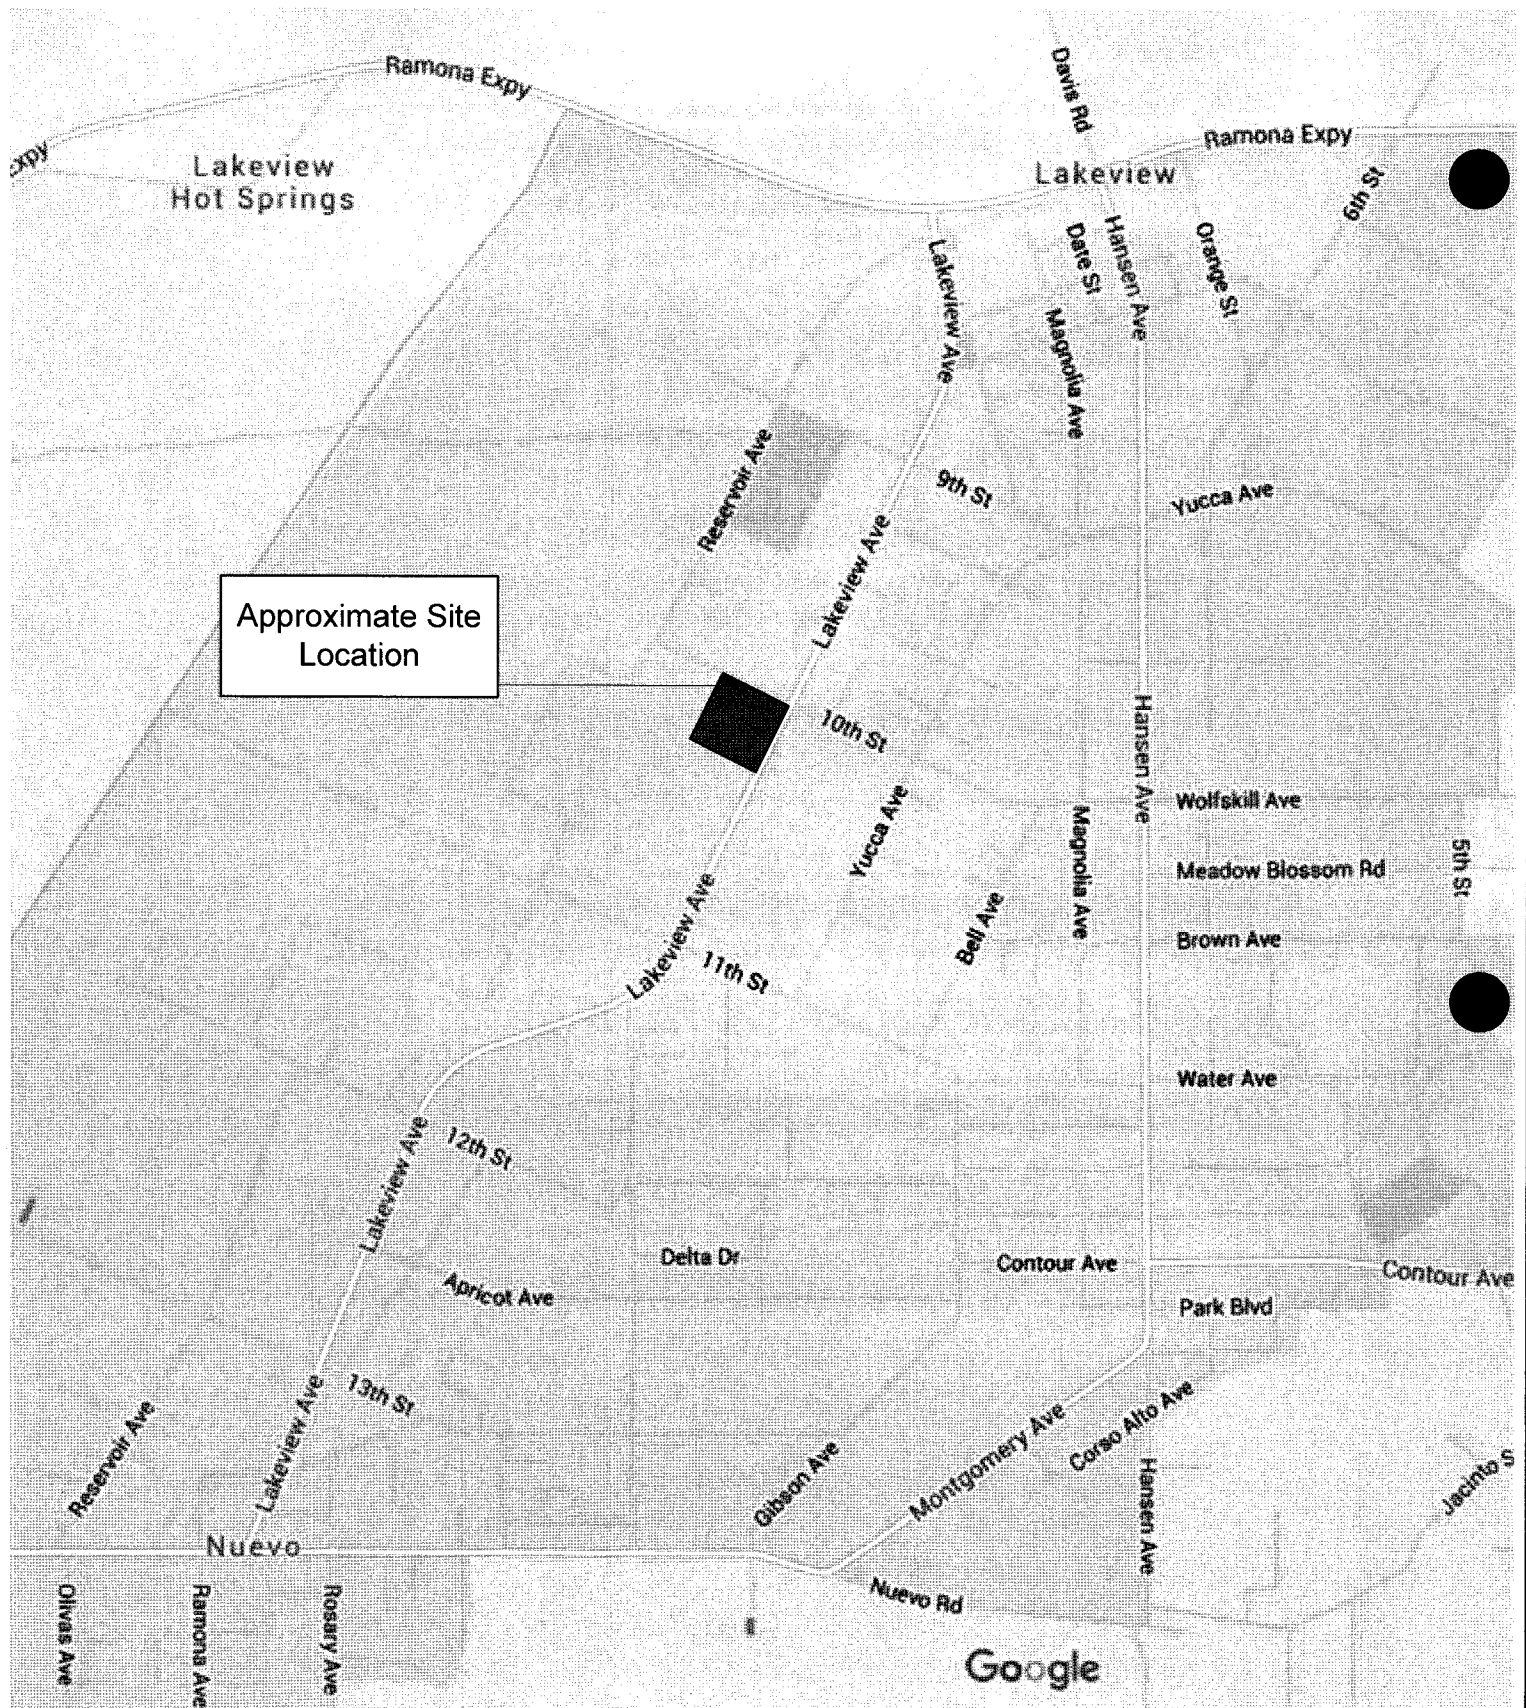 Ramona Expy
Davis Rd
Ramona Expy
Expy
Lakeview
Hot Springs
Lakeview
6th St
Lakeview Ave
Date St
Hansen Ave
Orange St
Magnolia Ave
Reservoir Ave
9th St
Yucca Ave
Lakeview Ave
Approximate Site
Location
10th St
Hansen Ave
Wolfskill Ave
Yucca Ave
Magnolia Ave
Meadow Blossom Rd
5th St
Lakeview Ave
Bell Ave
Brown Ave
11th St
Water Ave
Lakeview Ave
12th St
Delta Dr
Contour Ave
Contour Ave
Apricot Ave
Park Blvd
Lakeview Ave
13th St
Reservoir Ave
Gibson Ave
Montgomery Ave
Corso Alto Ave
Hansen Ave
Jacinto S
Nuevo
Olivas Ave
Ramona Ave
Rosary Ave
Nuevo Rd
Google